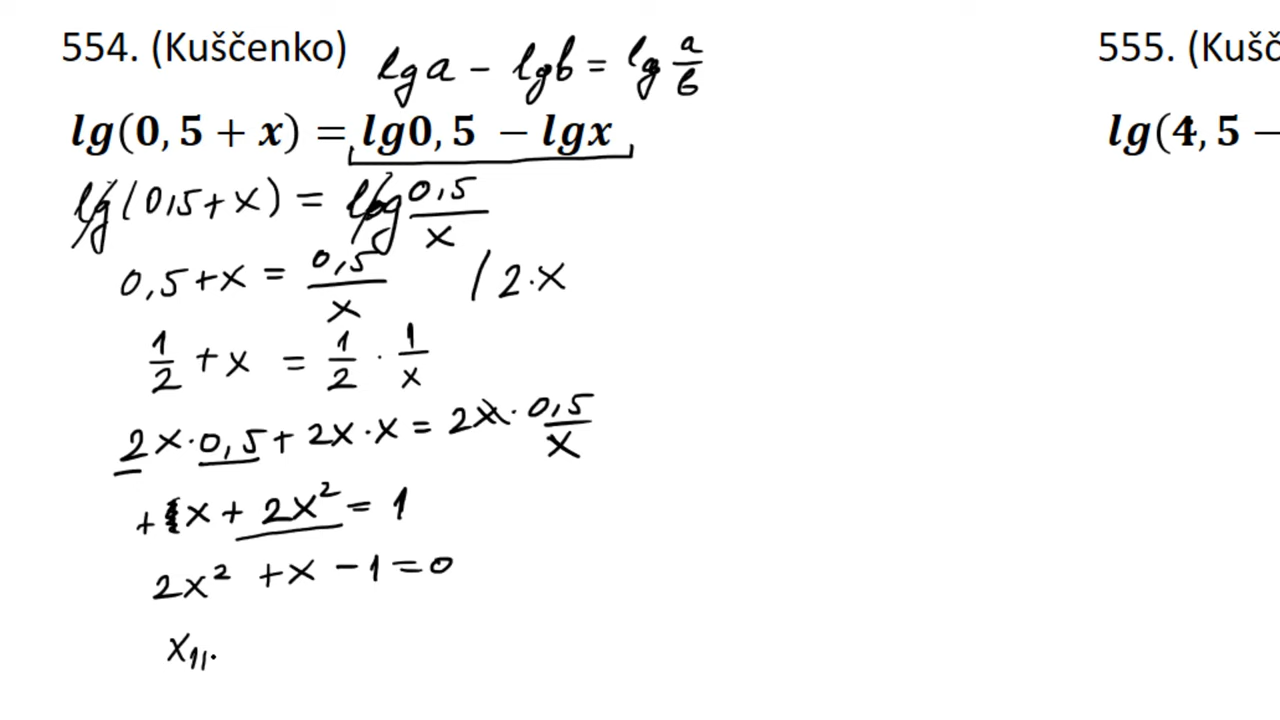 554. (Kuščenko)
lg a - lg b = lg a/b
lg(0,5 + x) = lg0,5 − lgx
lg(0,5+x) = log 0,5/x
0,5+x = 0,5/x /2·x
1/2 + x = 1/2 · 1/x
2x·0,5 + 2x·x = 2x · 0,5/x
+ x + 2x² = 1
2x² + x - 1 = 0
x₁,
555. (Kušč
lg(4,5 −